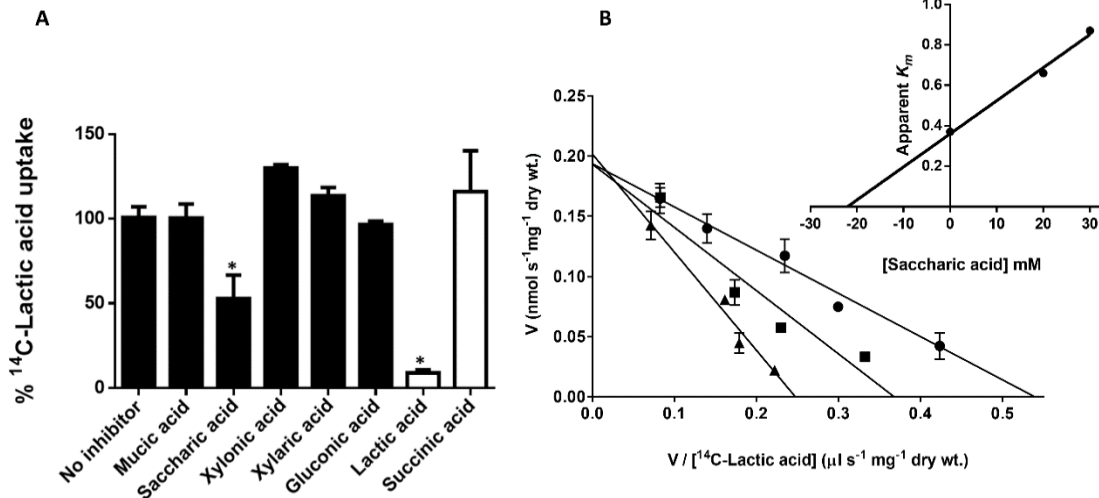 A
% ¹⁴C-Lactic acid uptake
150
100
50
0
*
*
No inhibitor
Mucic acid
Saccharic acid
Xylonic acid
Xylaric acid
Gluconic acid
Lactic acid
Succinic acid
B
V (nmol s⁻¹mg⁻¹ dry wt.)
0.25
0.20
0.15
0.10
0.05
0.00
0.0
0.1
0.2
0.3
0.4
0.5
V / [¹⁴C-Lactic acid] (µl s⁻¹ mg⁻¹ dry wt.)
Apparent Km
1.0
0.8
0.6
0.4
0.2
-30
-20
-10
0
10
20
30
[Saccharic acid] mM